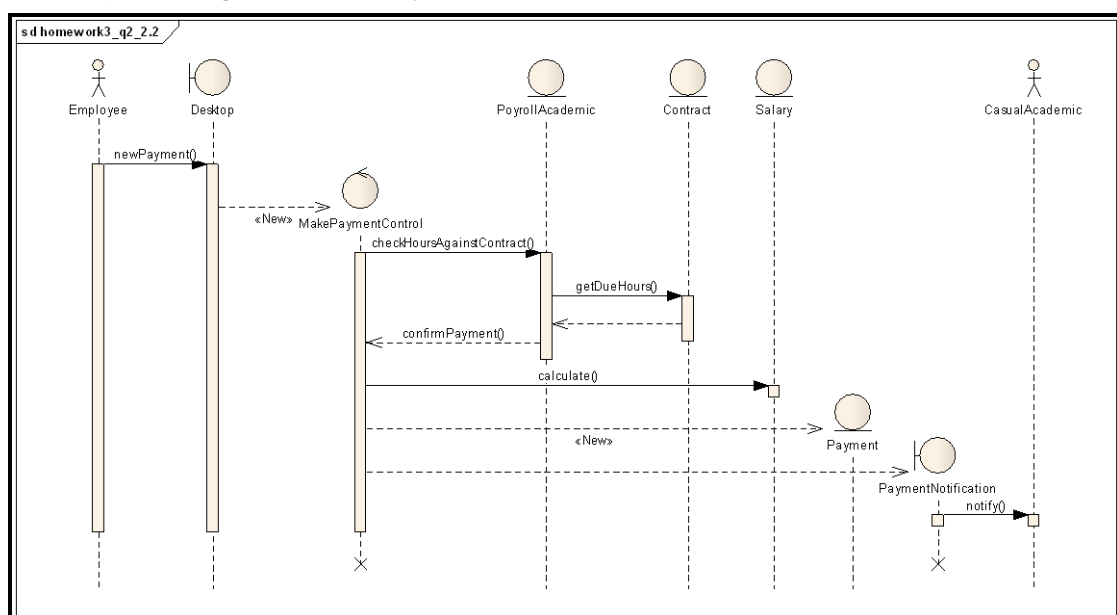 sd homework3_q2_2.2
Employee
Desktop
PoyrollAcademic
Contract
Salary
CasualAcademic
newPayment()
«New»
MakePaymentControl
checkHoursAgainstContract()
getDueHours()
confirmPayment()
calculate()
«New»
Payment
PaymentNotification
notify()